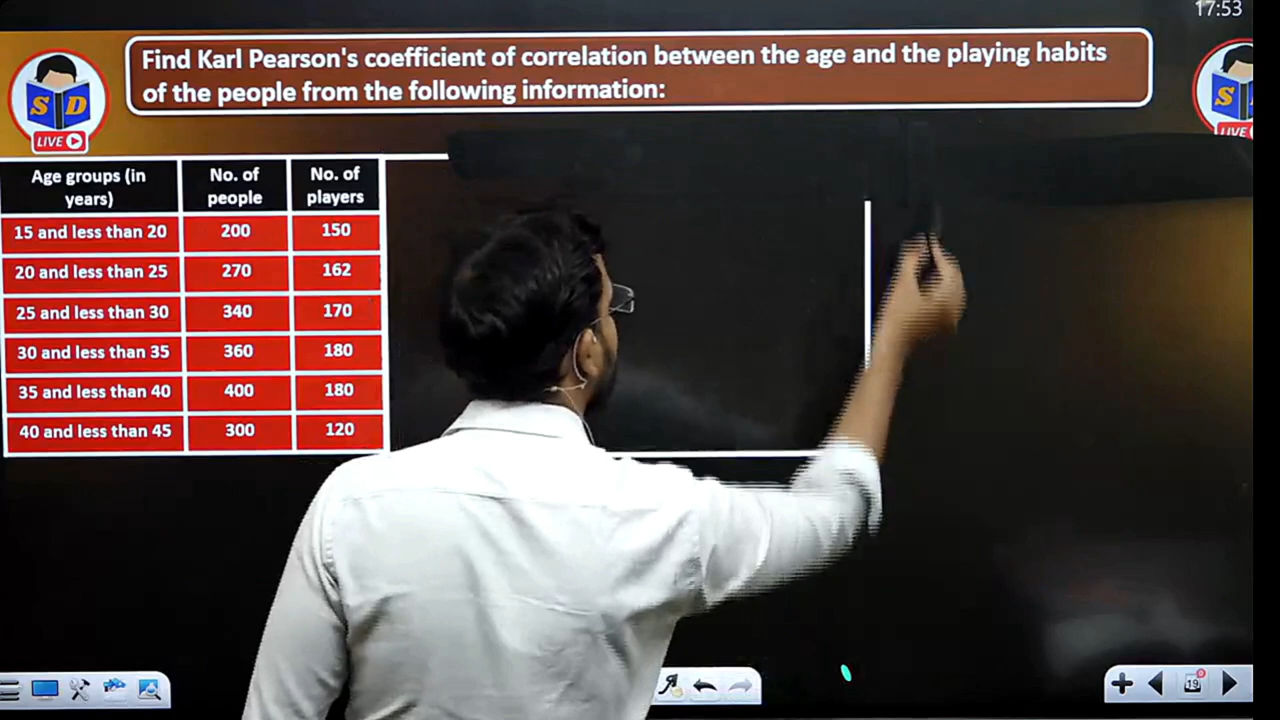 17:53
Find Karl Pearson's coefficient of correlation between the age and the playing habits
of the people from the following information:
S D
LIVE
S
LIVE
Age groups (in years) No. of people No. of players
15 and less than 20 200 150
20 and less than 25 270 162
25 and less than 30 340 170
30 and less than 35 360 180
35 and less than 40 400 180
40 and less than 45 300 120
19